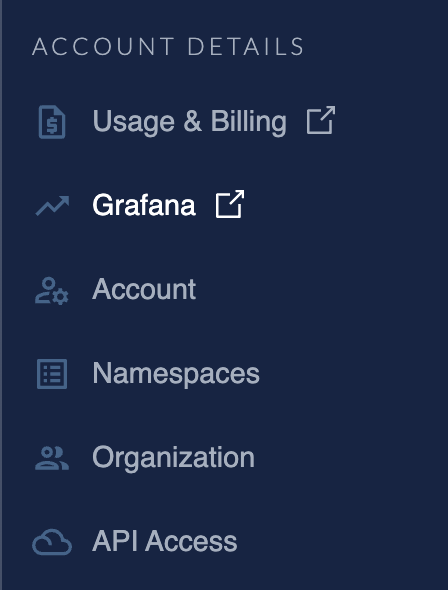 ACCOUNT DETAILS
Usage & Billing
Grafana
Account
Namespaces
Organization
API Access